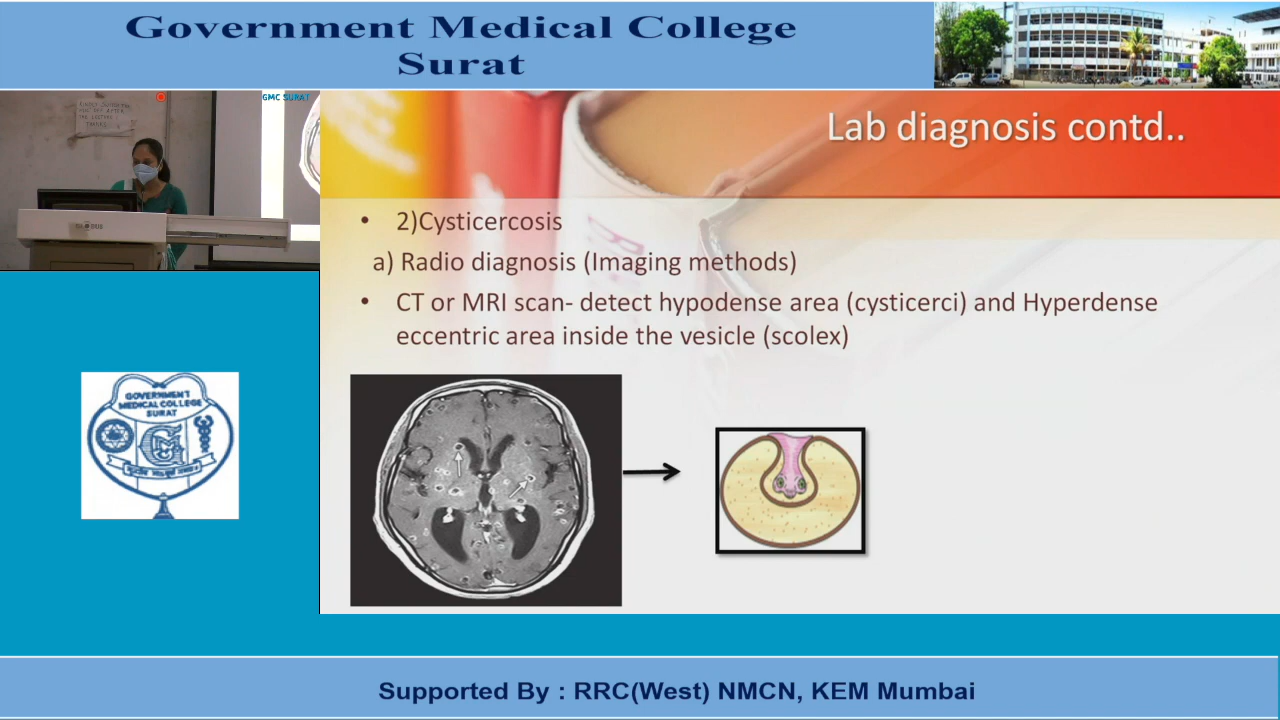 Government Medical College
Surat
GMC SURAT
Lab diagnosis contd..
• 2)Cysticercosis
a) Radio diagnosis (Imaging methods)
• CT or MRI scan- detect hypodense area (cysticerci) and Hyperdense
eccentric area inside the vesicle (scolex)
GOVERNMENT
MEDICAL COLLEGE
SURAT
Supported By : RRC(West) NMCN, KEM Mumbai